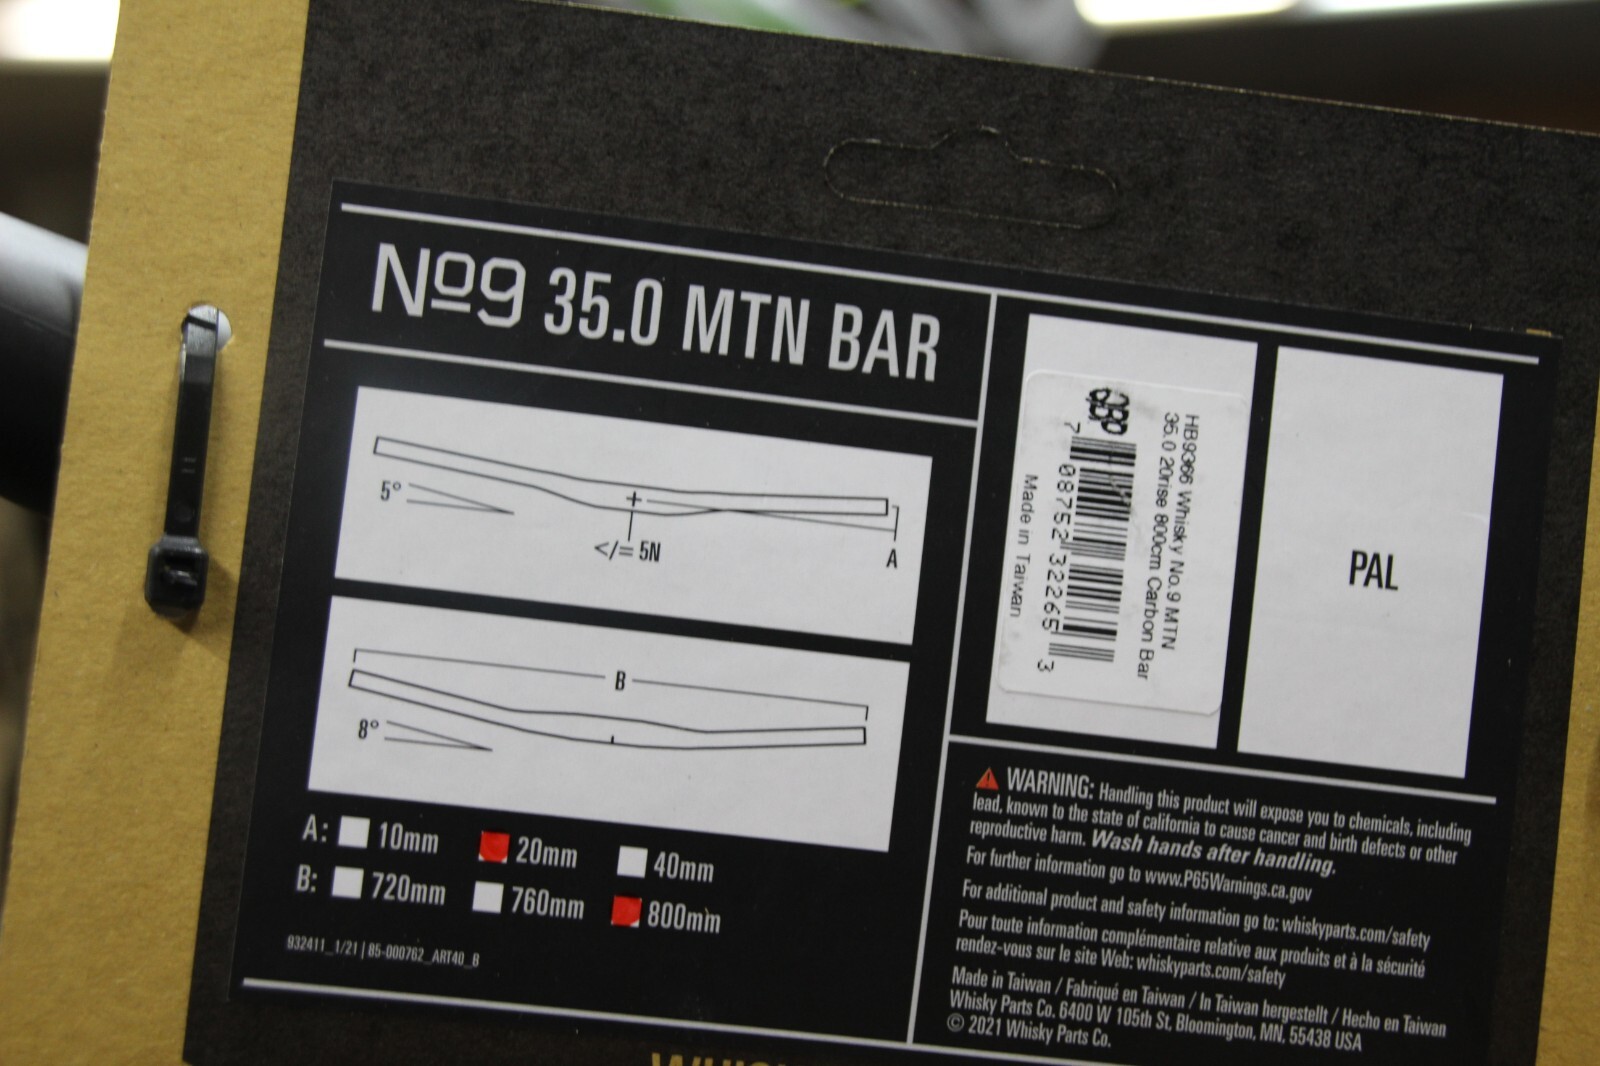 Nº9 35.0 MTN BAR
5°
</= 5N
A
B
8°
A: 10mm 20mm 40mm
B: 720mm 760mm 800mm
932411_1/21 | 85-000762_ART40_B
HB9366 Whisky No.9 MTN
35.0 20rise 800cm Carbon Bar
7 08752 32265 3
Made in Taiwan
PAL
WARNING: Handling this product will expose you to chemicals, including
lead, known to the state of california to cause cancer and birth defects or other
reproductive harm. Wash hands after handling.
For further information go to www.P65Warnings.ca.gov
For additional product and safety information go to: whiskyparts.com/safety
Pour toute information complémentaire relative aux produits et à la sécurité
rendez-vous sur le site Web: whiskyparts.com/safety
Made in Taiwan / Fabriqué en Taiwan / In Taiwan hergestellt / Hecho en Taiwan
Whisky Parts Co. 6400 W 105th St, Bloomington, MN, 55438 USA
© 2021 Whisky Parts Co.